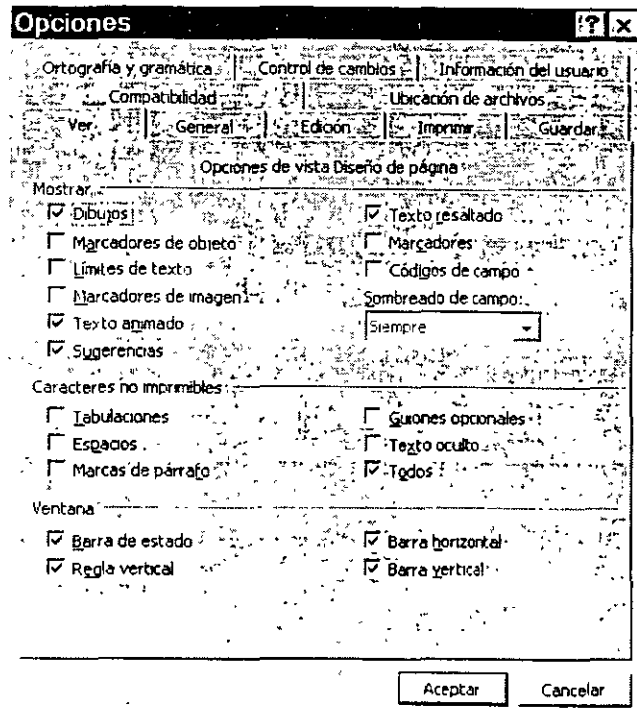 Opciones
Ortografía y gramática Control de cambios Información del usuario
Compatibilidad Ubicación de archivos
Ver General Edición Imprimir Guardar
Opciones de vista Diseño de página
Mostrar
Dibujos Texto resaltado
Marcadores de objeto Marcadores
Límites de texto Códigos de campo
Marcadores de imagen Sombreado de campo:
Texto animado Siempre
Sugerencias
Caracteres no imprimibles
Tabulaciones Guiones opcionales
Espacios Texto oculto
Marcas de párrafo Todos
Ventana
Barra de estado Barra horizontal
Regla vertical Barra vertical
Aceptar Cancelar